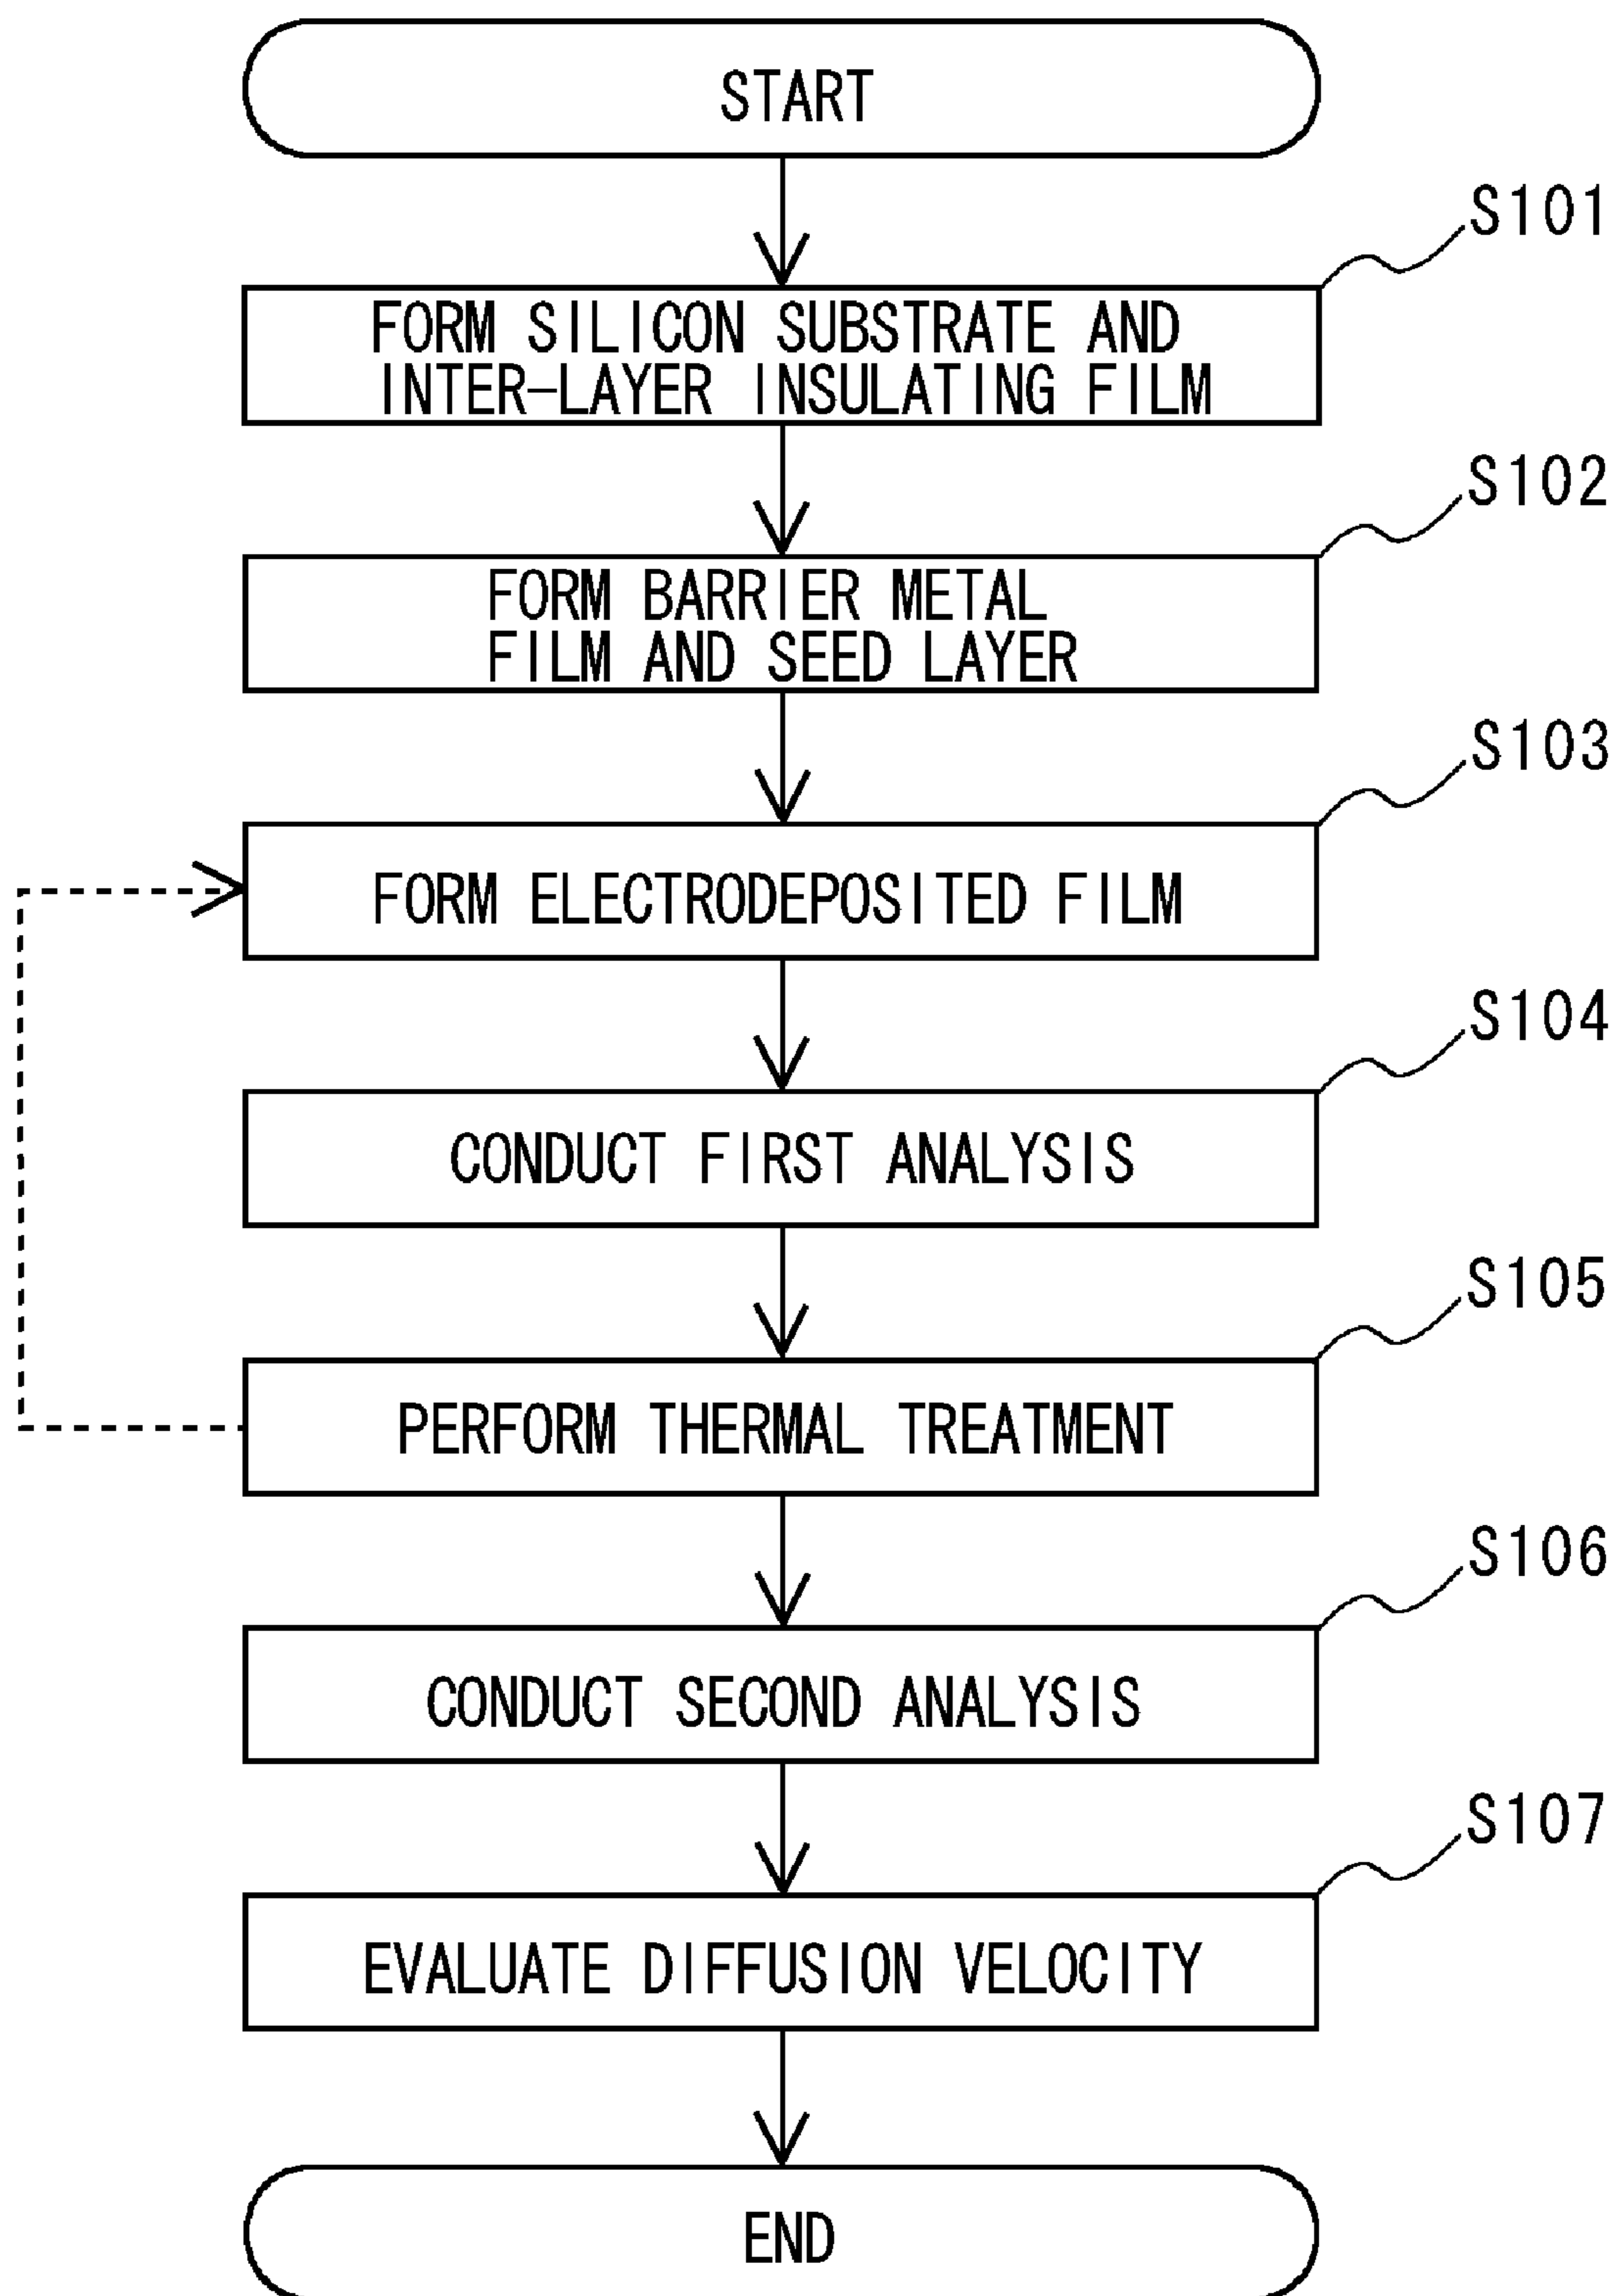 START
S101
FORM SILICON SUBSTRATE AND
INTER-LAYER INSULATING FILM
S102
FORM BARRIER METAL
FILM AND SEED LAYER
S103
FORM ELECTRODEPOSITED FILM
S104
CONDUCT FIRST ANALYSIS
S105
PERFORM THERMAL TREATMENT
S106
CONDUCT SECOND ANALYSIS
S107
EVALUATE DIFFUSION VELOCITY
END